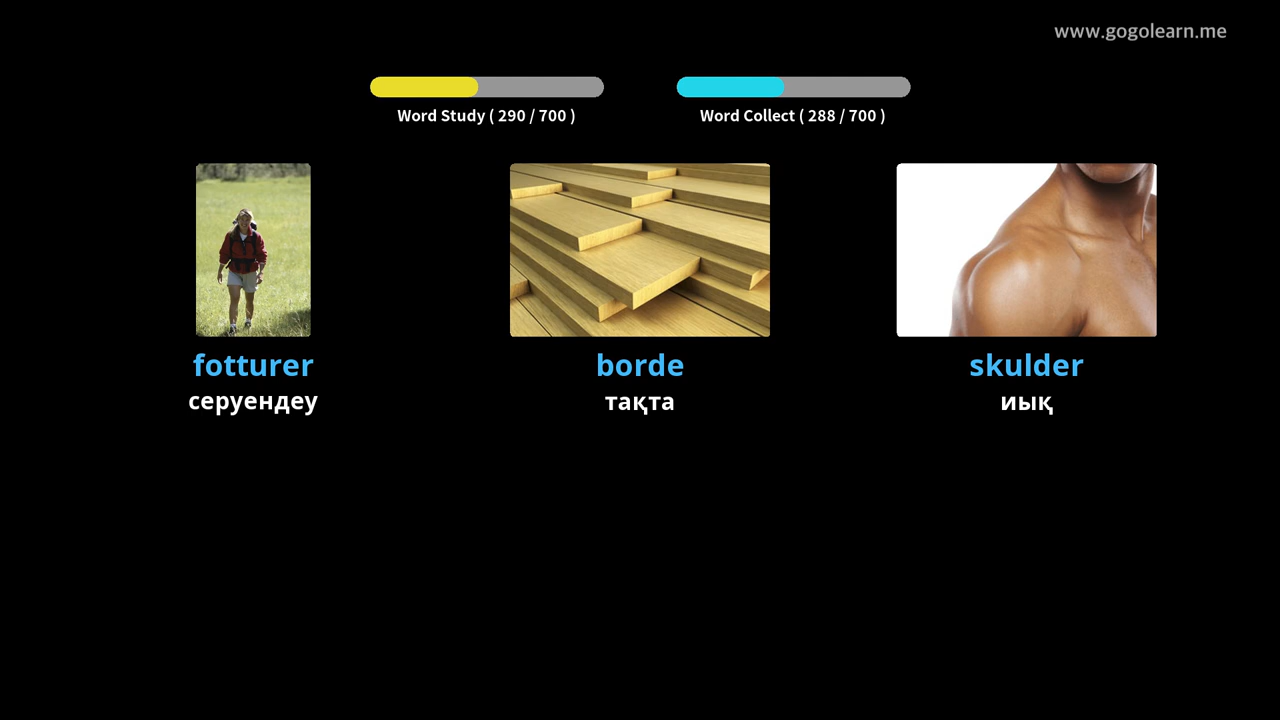 www.gogolearn.me
Word Study ( 290 / 700 )
Word Collect ( 288 / 700 )
fotturer
серуендеу
borde
тақта
skulder
иық